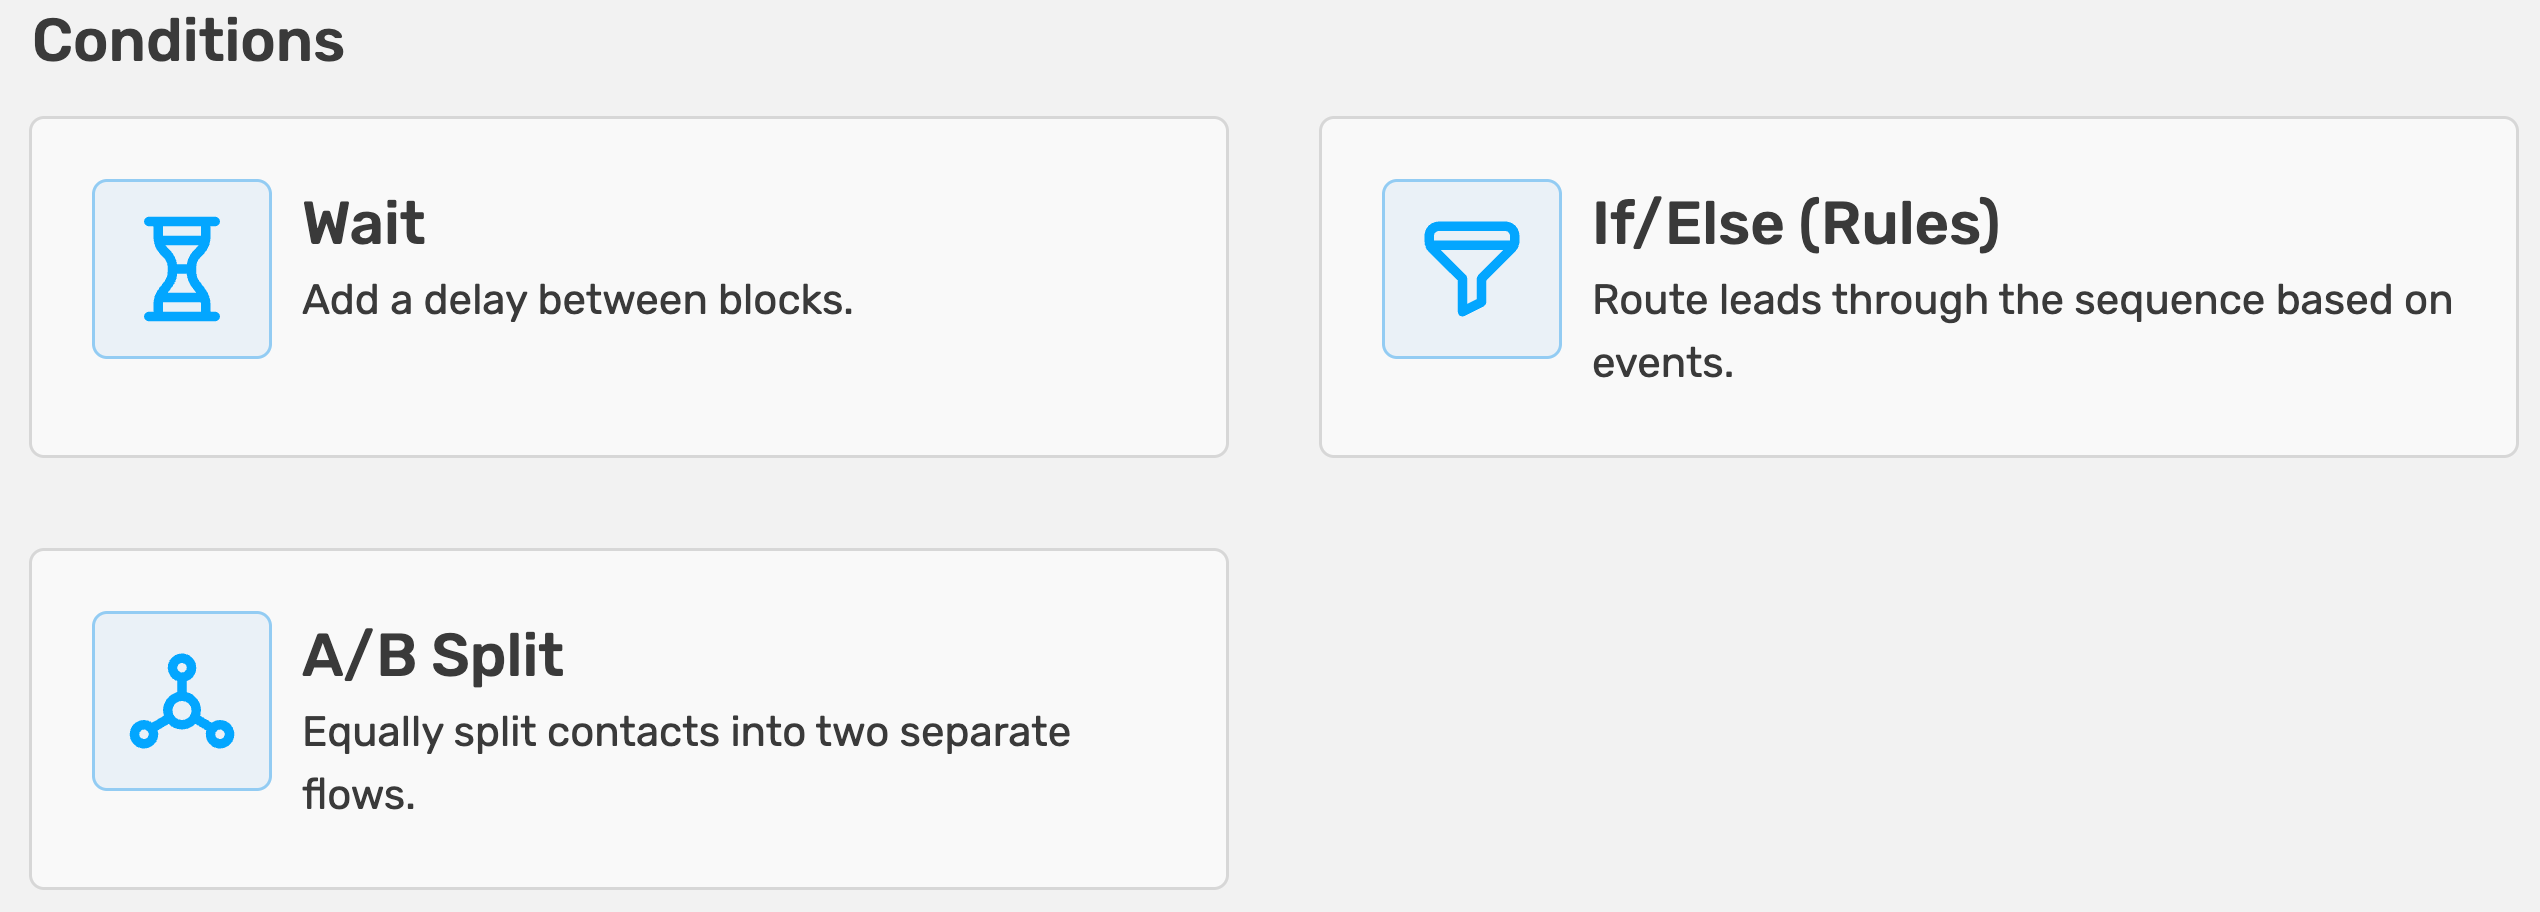 Conditions
Wait
Add a delay between blocks.
If/Else (Rules)
Route leads through the sequence based on
events.
A/B Split
Equally split contacts into two separate
flows.